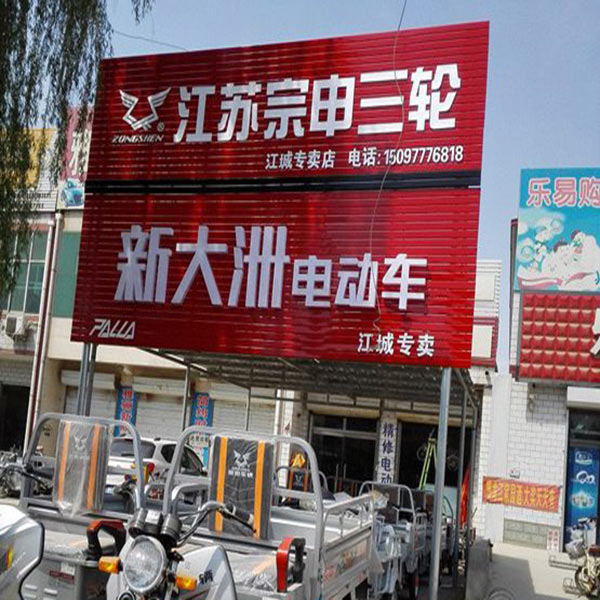 江苏宗申三轮
ZONGSHEN
江城专卖店 电话:15097776818
新大洲电动车
PALLA
江城专卖
乐易购
精修电动